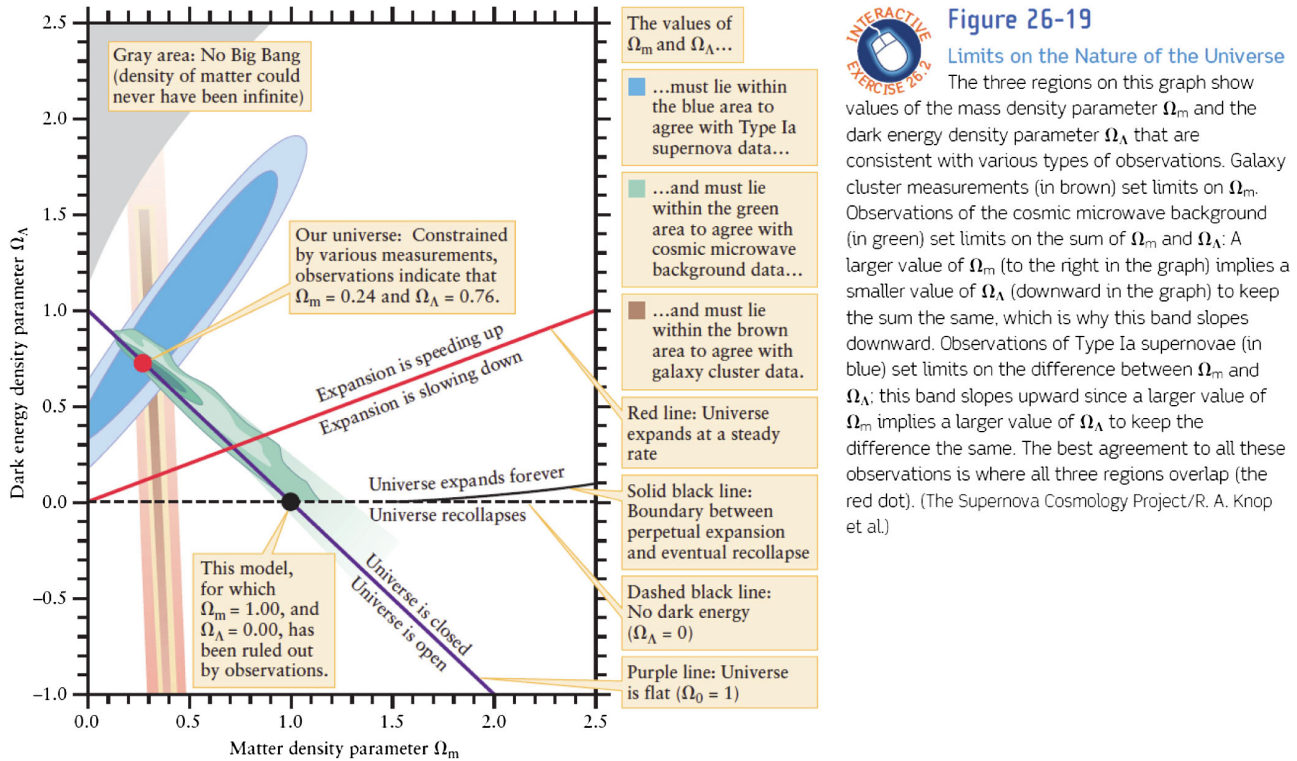 2.5
2.0
1.5
1.0
0.5
0.0
−0.5
−1.0
Dark energy density parameter ΩΛ
Gray area: No Big Bang
(density of matter could
never have been infinite)
Our universe: Constrained
by various measurements,
observations indicate that
Ωm = 0.24 and ΩΛ = 0.76.
Expansion is speeding up
Expansion is slowing down
Universe expands forever
Universe recollapses
This model,
for which
Ωm = 1.00, and
ΩΛ = 0.00, has
been ruled out
by observations.
Universe is closed
Universe is open
0.0 0.5 1.0 1.5 2.0 2.5
Matter density parameter Ωm
The values of
Ωm and ΩΛ…
…must lie within
the blue area to
agree with Type Ia
supernova data…
…and must lie
within the green
area to agree with
cosmic microwave
background data…
…and must lie
within the brown
area to agree with
galaxy cluster data.
Red line: Universe
expands at a steady
rate
Solid black line:
Boundary between
perpetual expansion
and eventual recollapse
Dashed black line:
No dark energy
(ΩΛ = 0)
Purple line: Universe
is flat (Ω0 = 1)
INTERACTIVE
EXERCISE 26.2
Figure 26-19
Limits on the Nature of the Universe
The three regions on this graph show
values of the mass density parameter Ωm and the
dark energy density parameter ΩΛ that are
consistent with various types of observations. Galaxy
cluster measurements (in brown) set limits on Ωm.
Observations of the cosmic microwave background
(in green) set limits on the sum of Ωm and ΩΛ: A
larger value of Ωm (to the right in the graph) implies a
smaller value of ΩΛ (downward in the graph) to keep
the sum the same, which is why this band slopes
downward. Observations of Type Ia supernovae (in
blue) set limits on the difference between Ωm and
ΩΛ; this band slopes upward since a larger value of
Ωm implies a larger value of ΩΛ to keep the
difference the same. The best agreement to all these
observations is where all three regions overlap (the
red dot). (The Supernova Cosmology Project/R. A. Knop
et al.)